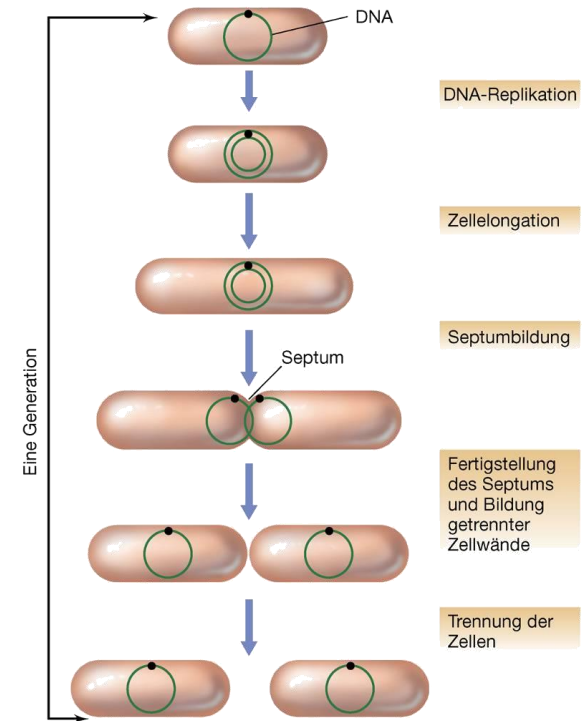 DNA
DNA-Replikation
Zellelongation
Septumbildung
Septum
Eine Generation
Fertigstellung
des Septums
und Bildung
getrennter
Zellwände
Trennung der
Zellen